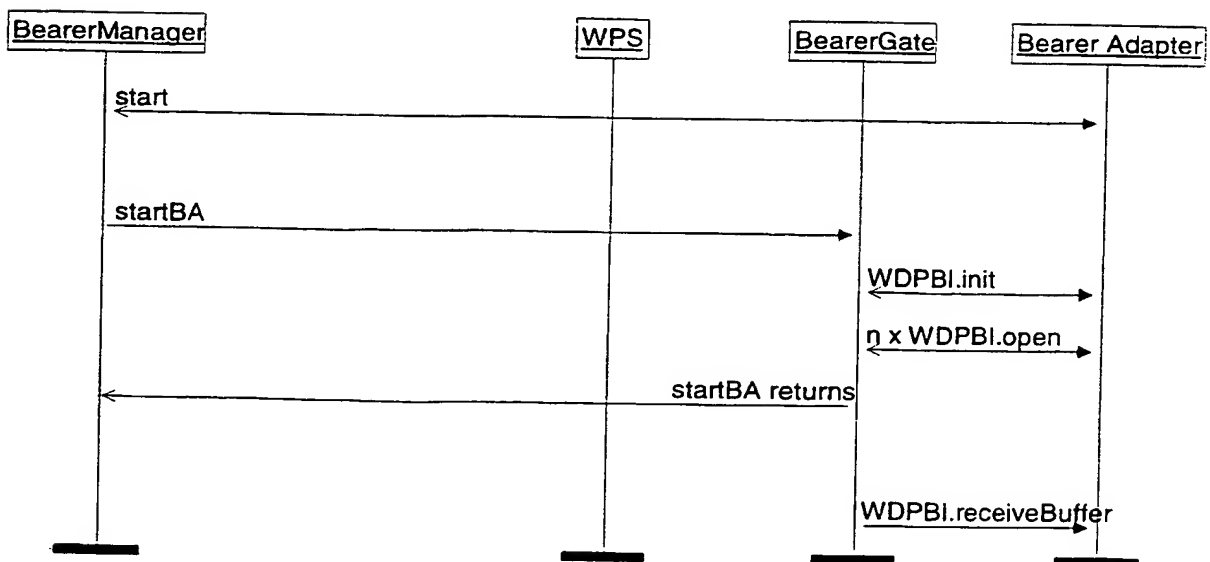 BearerManager
WPS
BearerGate
Bearer Adapter
start
startBA
WDPBI.init
n x WDPBI.open
startBA returns
WDPBI.receiveBuffer